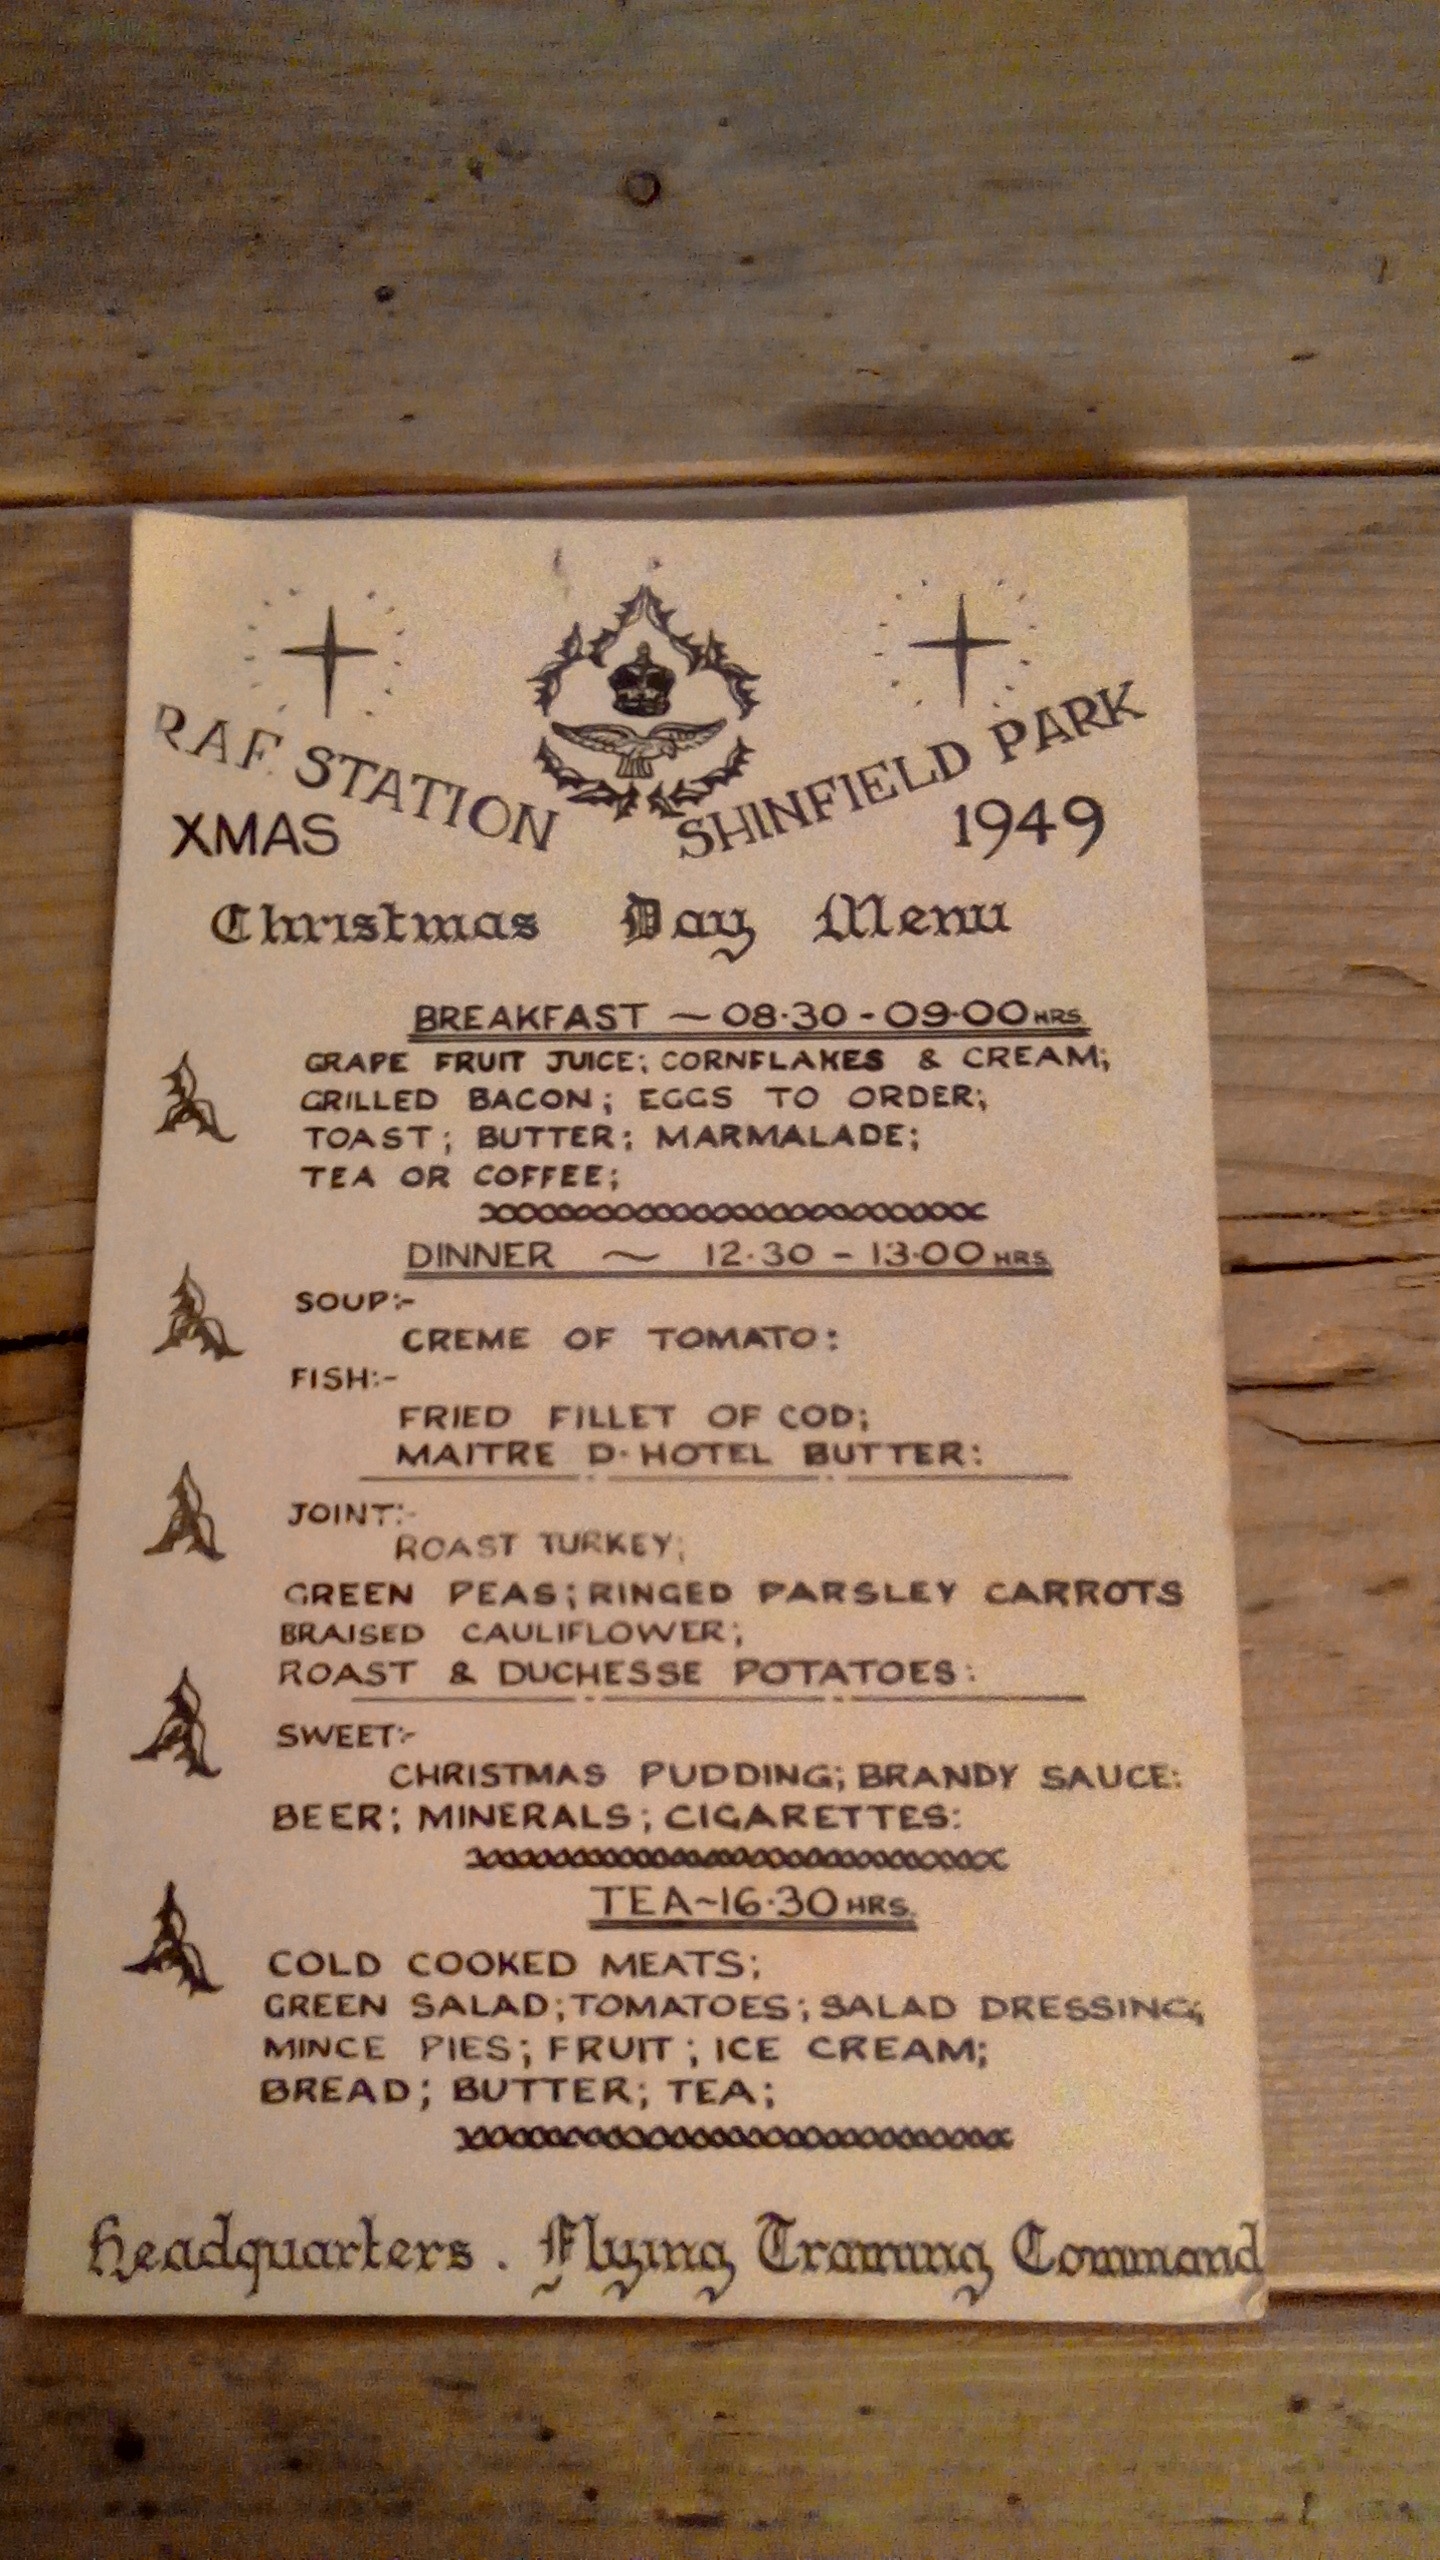 RAF STATION SHINFIELD PARK
XMAS 1949
Christmas Day Menu
BREAKFAST ~ 08·30 - 09·00 HRS.
GRAPE FRUIT JUICE; CORNFLAKES & CREAM;
GRILLED BACON; EGGS TO ORDER;
TOAST; BUTTER; MARMALADE;
TEA OR COFFEE;
DINNER ~ 12·30 - 13·00 HRS.
SOUP:-
CREME OF TOMATO:
FISH:-
FRIED FILLET OF COD;
MAITRE D·HOTEL BUTTER:
JOINT:-
ROAST TURKEY;
GREEN PEAS; RINGED PARSLEY CARROTS
BRAISED CAULIFLOWER;
ROAST & DUCHESSE POTATOES:
SWEET:-
CHRISTMAS PUDDING; BRANDY SAUCE:
BEER; MINERALS; CIGARETTES:
TEA~16·30 HRS.
COLD COOKED MEATS;
GREEN SALAD; TOMATOES; SALAD DRESSING;
MINCE PIES; FRUIT; ICE CREAM;
BREAD; BUTTER; TEA;
Headquarters . Flying Training Command